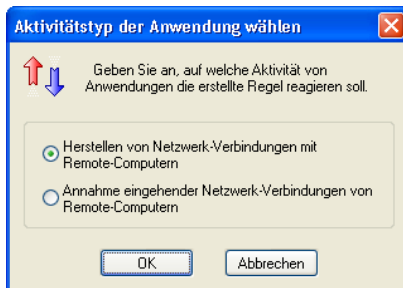 Aktivitätstyp der Anwendung wählen
Geben Sie an, auf welche Aktivität von
Anwendungen die erstellte Regel reagieren soll.
Herstellen von Netzwerk-Verbindungen mit
Remote-Computern
Annahme eingehender Netzwerk-Verbindungen von
Remote-Computern
OK
Abbrechen